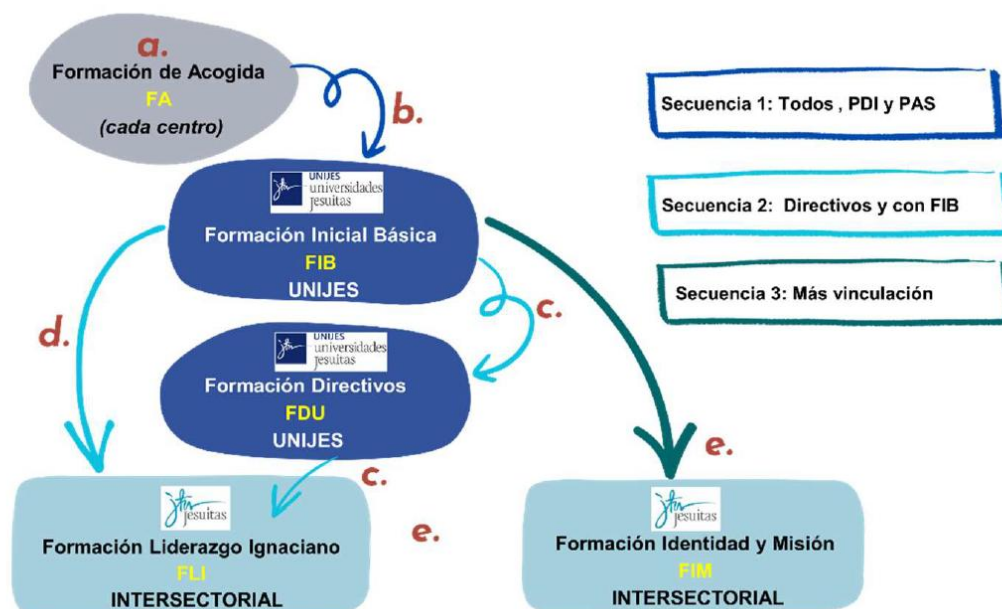 a.
Formación de Acogida
FA
(cada centro)
b.
Secuencia 1: Todos , PDI y PAS
UNIJES
universidades
jesuitas
Formación Inicial Básica
FIB
UNIJES
Secuencia 2: Directivos y con FIB
Secuencia 3: Más vinculación
c.
d.
UNIJES
universidades
jesuitas
Formación Directivos
FDU
UNIJES
c.
e.
jesuitas
Formación Liderazgo Ignaciano
FLI
INTERSECTORIAL
e.
jesuitas
Formación Identidad y Misión
FIM
INTERSECTORIAL